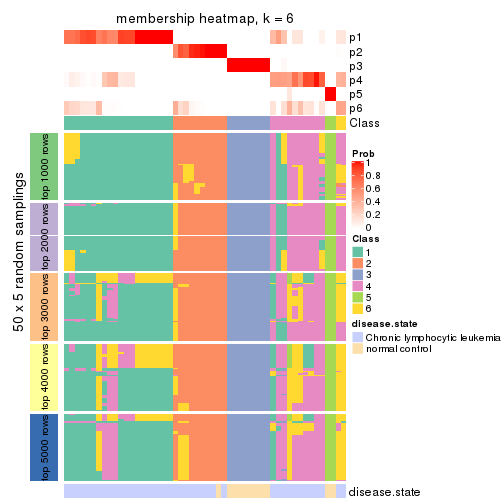 membership heatmap, k = 6
p1
p2
p3
p4
p5
p6
Class
50 x 5 random samplings
top 1000 rows
top 2000 rows
top 3000 rows
top 4000 rows
top 5000 rows
disease.state
Prob
1
0.8
0.6
0.4
0.2
0
Class
1
2
3
4
5
6
disease.state
Chronic lymphocytic leukemia
normal control